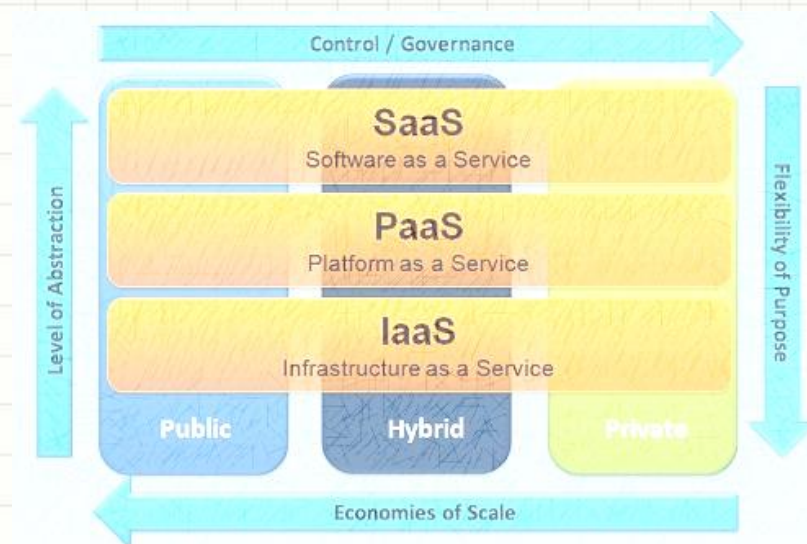 Control / Governance
SaaS
Software as a Service
PaaS
Platform as a Service
IaaS
Infrastructure as a Service
Public
Hybrid
Private
Level of Abstraction
Flexibility of Purpose
Economies of Scale